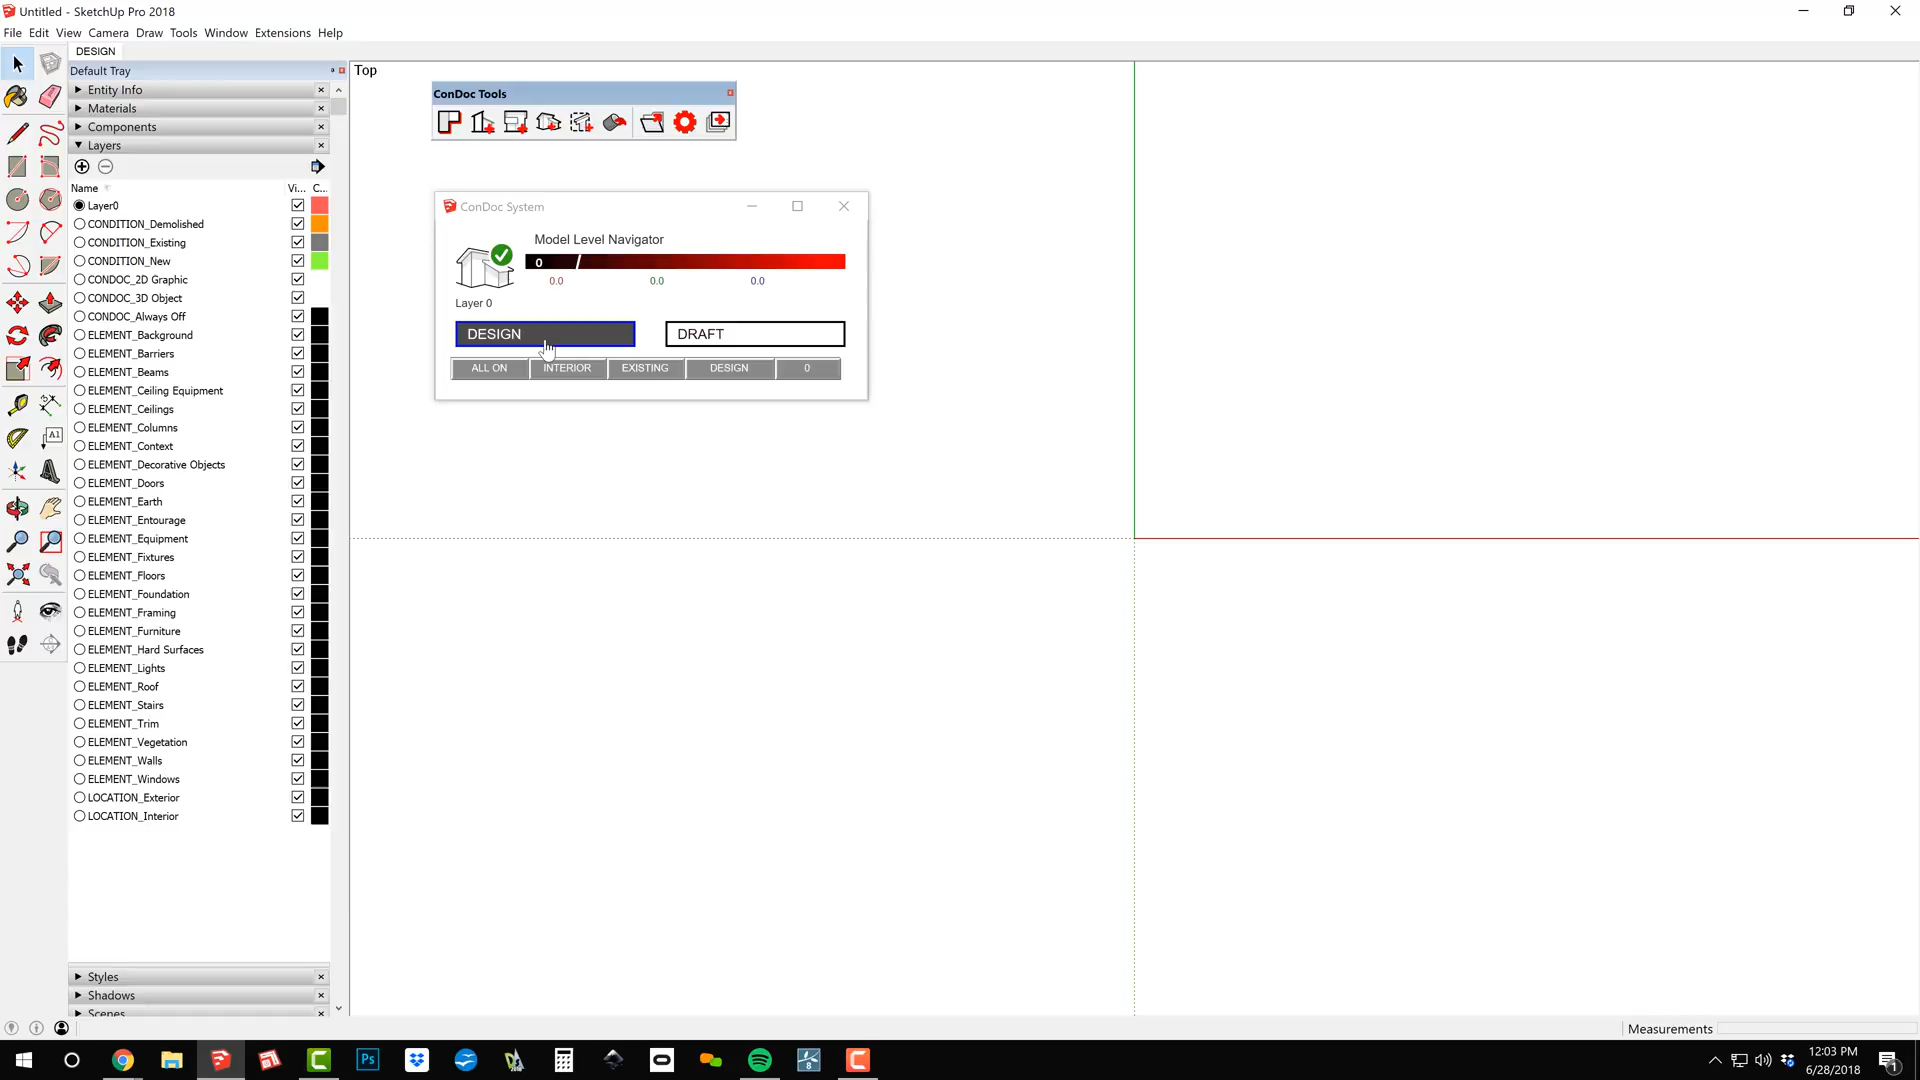 Untitled - SketchUp Pro 2018
File Edit View Camera Draw Tools Window Extensions Help
DESIGN
Default Tray
Entity Info
Materials
Components
Layers
Name Vi... C...
Layer0
CONDITION_Demolished
CONDITION_Existing
CONDITION_New
CONDOC_2D Graphic
CONDOC_3D Object
CONDOC_Always Off
ELEMENT_Background
ELEMENT_Barriers
ELEMENT_Beams
ELEMENT_Ceiling Equipment
ELEMENT_Ceilings
ELEMENT_Columns
ELEMENT_Context
ELEMENT_Decorative Objects
ELEMENT_Doors
ELEMENT_Earth
ELEMENT_Entourage
ELEMENT_Equipment
ELEMENT_Fixtures
ELEMENT_Floors
ELEMENT_Foundation
ELEMENT_Framing
ELEMENT_Furniture
ELEMENT_Hard Surfaces
ELEMENT_Lights
ELEMENT_Roof
ELEMENT_Stairs
ELEMENT_Trim
ELEMENT_Vegetation
ELEMENT_Walls
ELEMENT_Windows
LOCATION_Exterior
LOCATION_Interior
Styles
Shadows
Scenes
Top
ConDoc Tools
ConDoc System
Model Level Navigator
0
0.0 0.0 0.0
Layer 0
DESIGN DRAFT
ALL ON INTERIOR EXISTING DESIGN 0
A1
Measurements
Ps
8
12:03 PM
6/28/2018
1